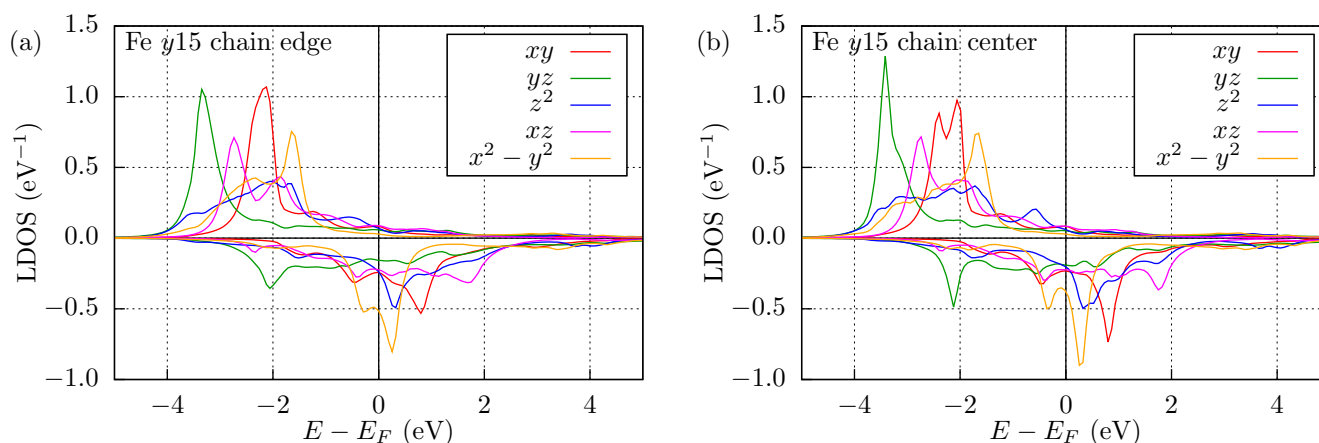 (a)
Fe y15 chain edge
xy
yz
z²
xz
x² − y²
1.5
1.0
0.5
0.0
−0.5
−1.0
LDOS (eV⁻¹)
−4 −2 0 2 4
E − E_F (eV)
(b)
Fe y15 chain center
xy
yz
z²
xz
x² − y²
1.5
1.0
0.5
0.0
−0.5
−1.0
LDOS (eV⁻¹)
−4 −2 0 2 4
E − E_F (eV)